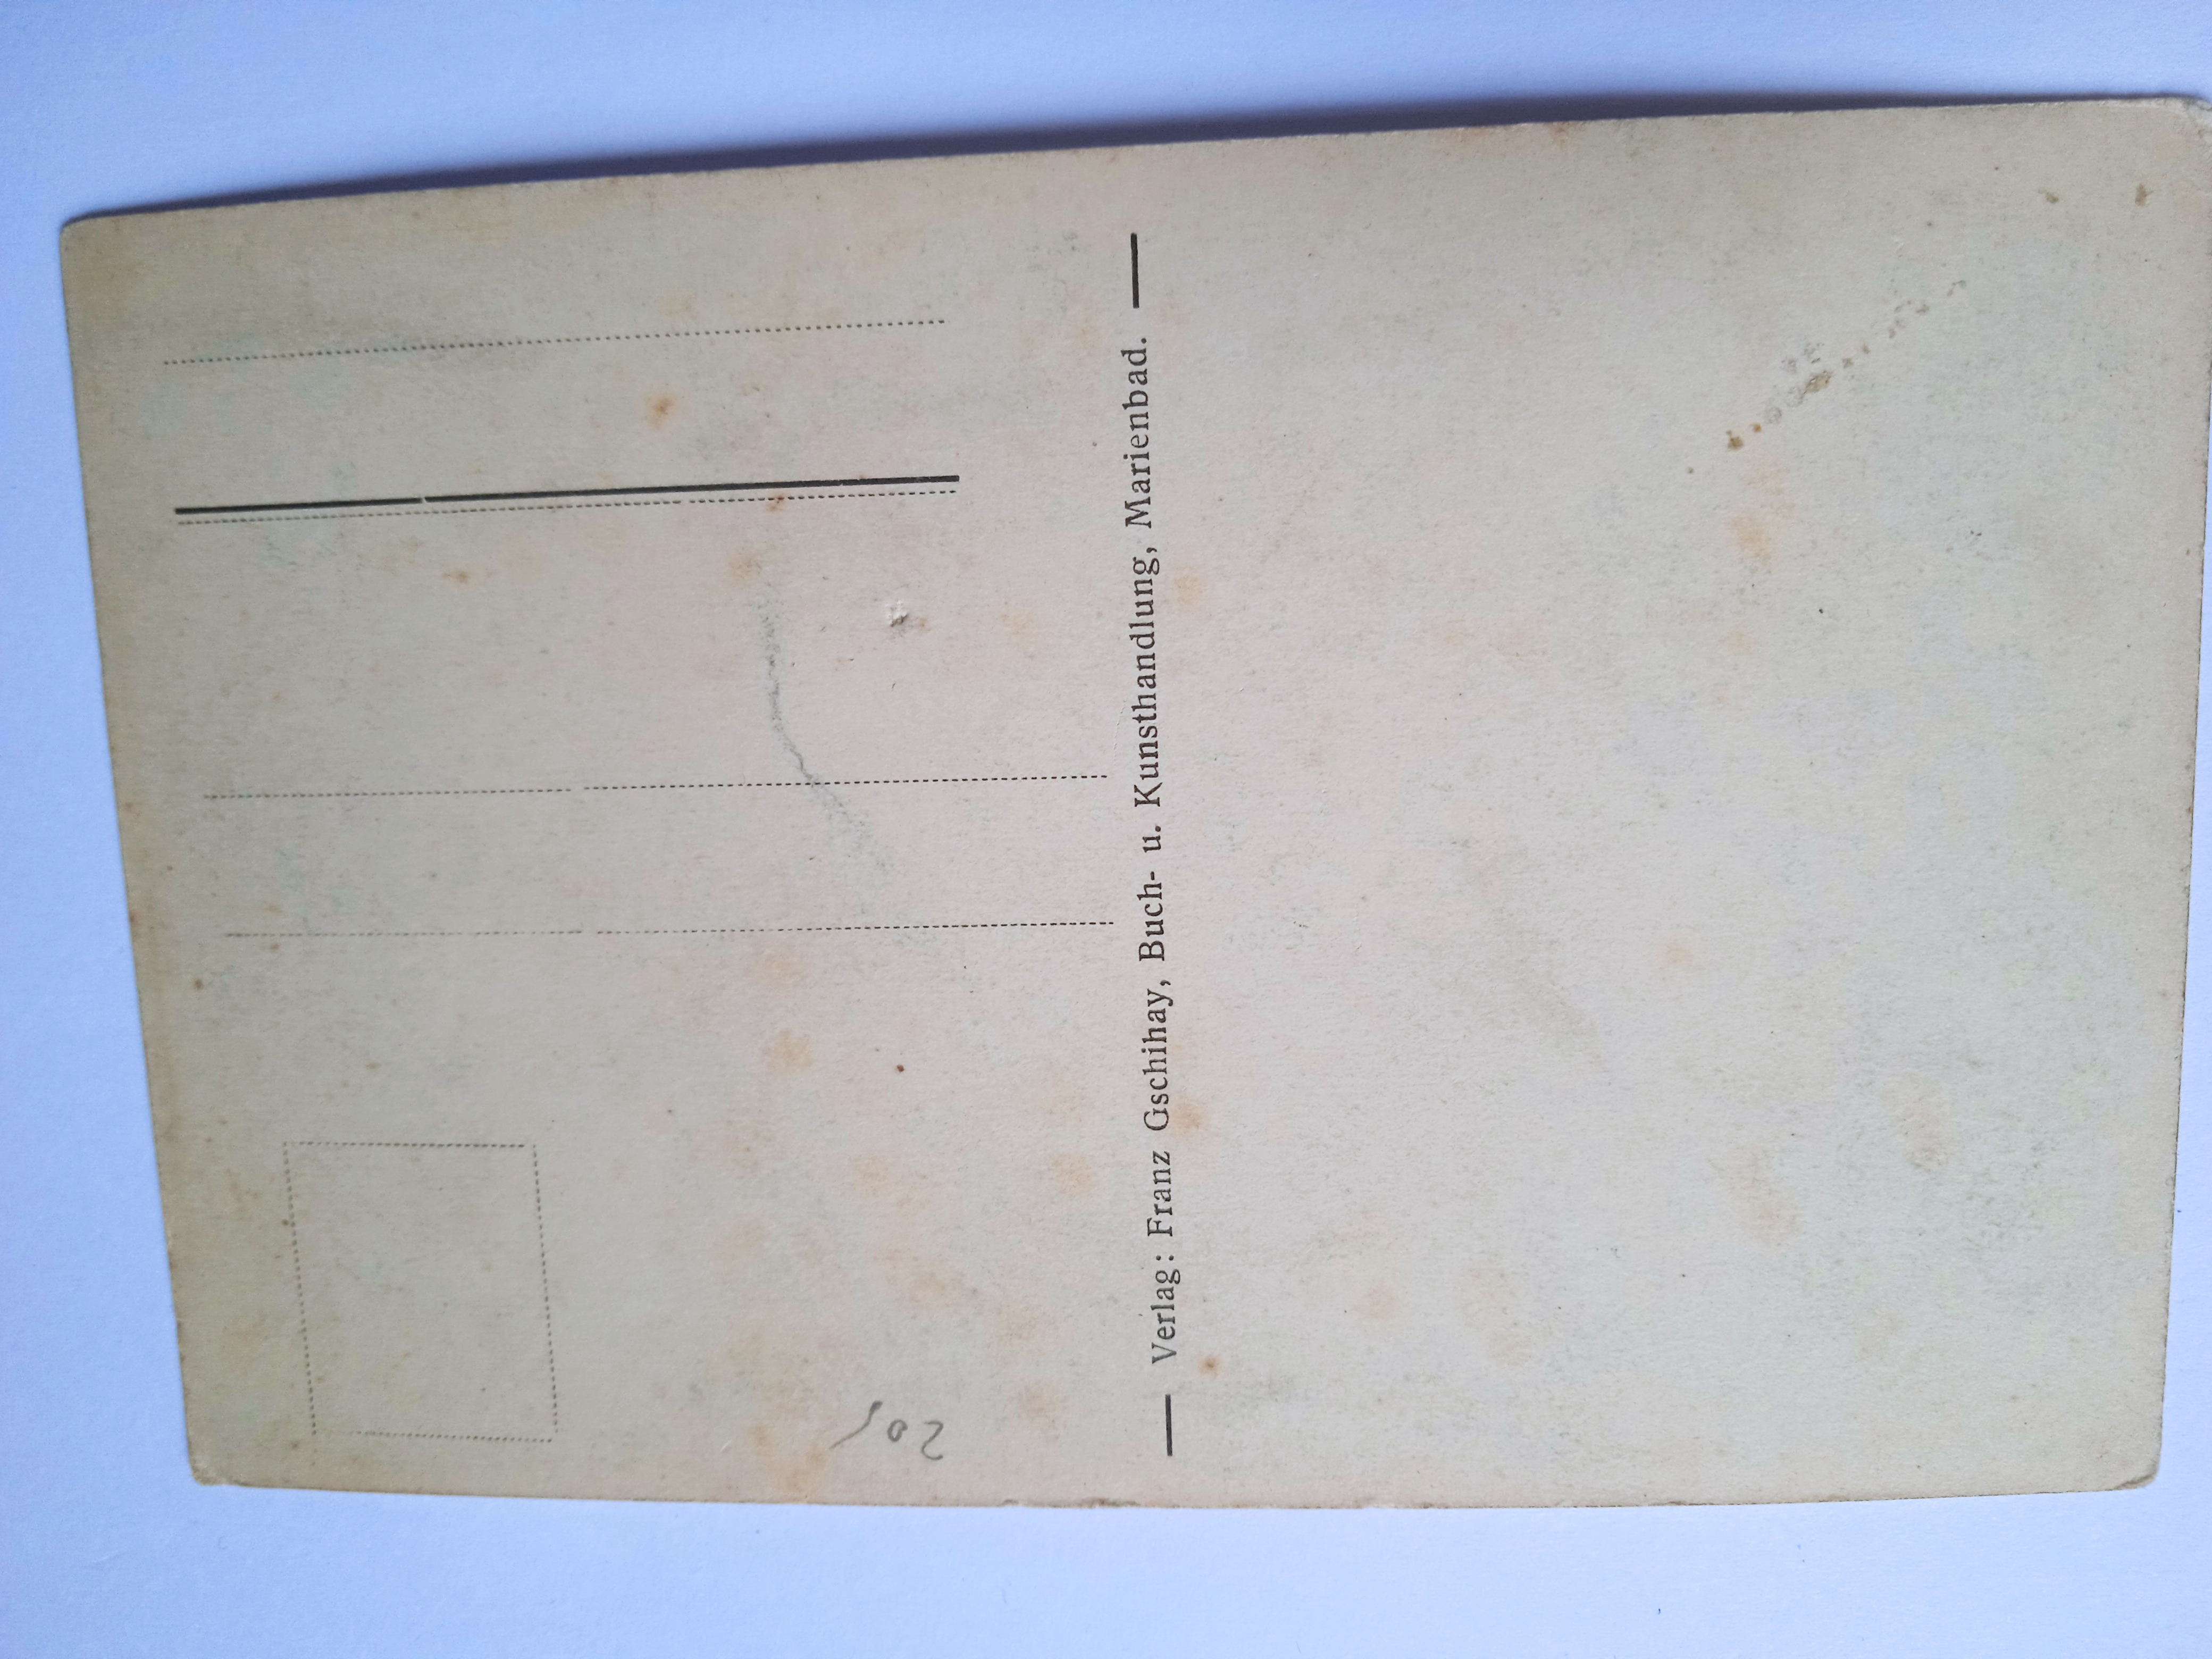 — Verlag: Franz Gschihay, Buch- u. Kunsthandlung, Marienbad. —
20,